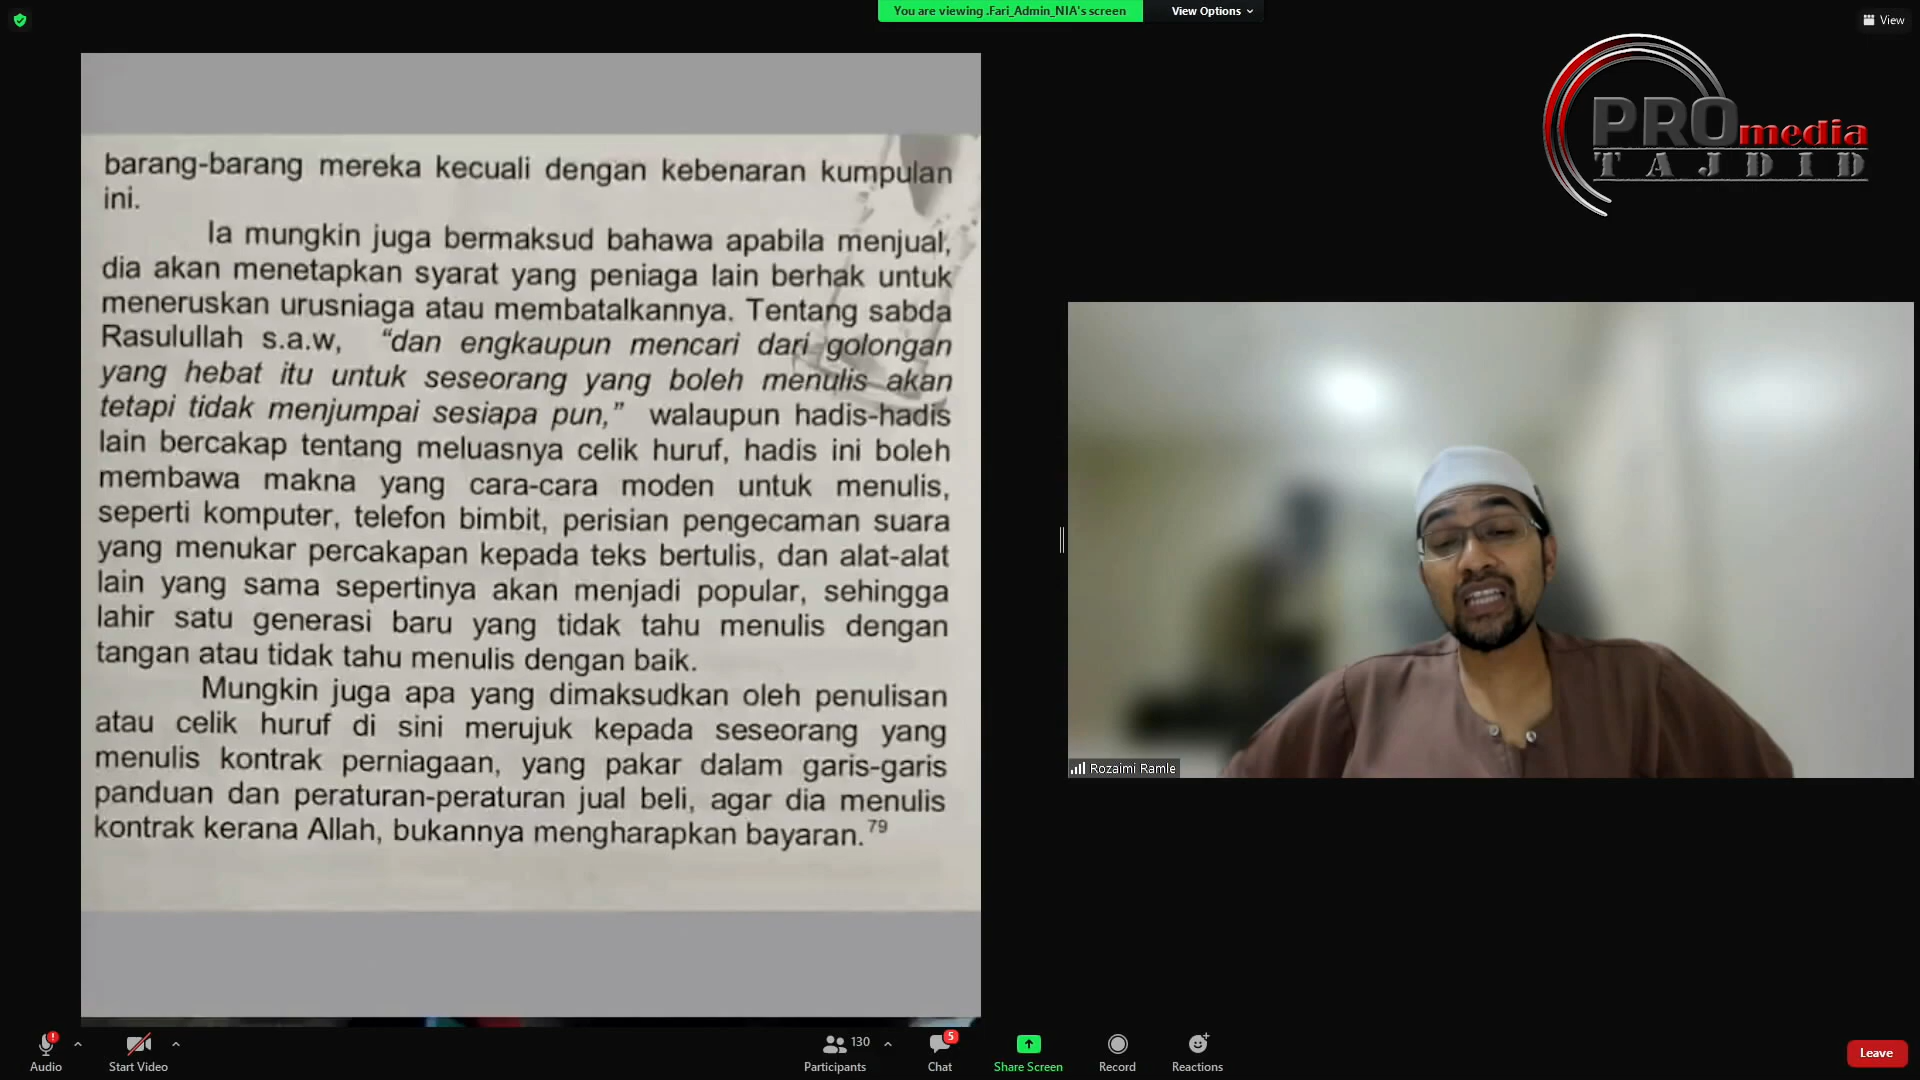 You are viewing .Fari_Admin_NIA's screen
View Options
View
PROmedia
TAJDID
barang-barang mereka kecuali dengan kebenaran kumpulan
ini.
Ia mungkin juga bermaksud bahawa apabila menjual,
dia akan menetapkan syarat yang peniaga lain berhak untuk
meneruskan urusniaga atau membatalkannya. Tentang sabda
Rasulullah s.a.w, “dan engkaupun mencari dari golongan
yang hebat itu untuk seseorang yang boleh menulis akan
tetapi tidak menjumpai sesiapa pun,” walaupun hadis-hadis
lain bercakap tentang meluasnya celik huruf, hadis ini boleh
membawa makna yang cara-cara moden untuk menulis,
seperti komputer, telefon bimbit, perisian pengecaman suara
yang menukar percakapan kepada teks bertulis, dan alat-alat
lain yang sama sepertinya akan menjadi popular, sehingga
lahir satu generasi baru yang tidak tahu menulis dengan
tangan atau tidak tahu menulis dengan baik.
Mungkin juga apa yang dimaksudkan oleh penulisan
atau celik huruf di sini merujuk kepada seseorang yang
menulis kontrak perniagaan, yang pakar dalam garis-garis
panduan dan peraturan-peraturan jual beli, agar dia menulis
kontrak kerana Allah, bukannya mengharapkan bayaran.79
Rozaimi Ramle
Audio
Start Video
Participants
130
Chat
5
Share Screen
Record
Reactions
Leave